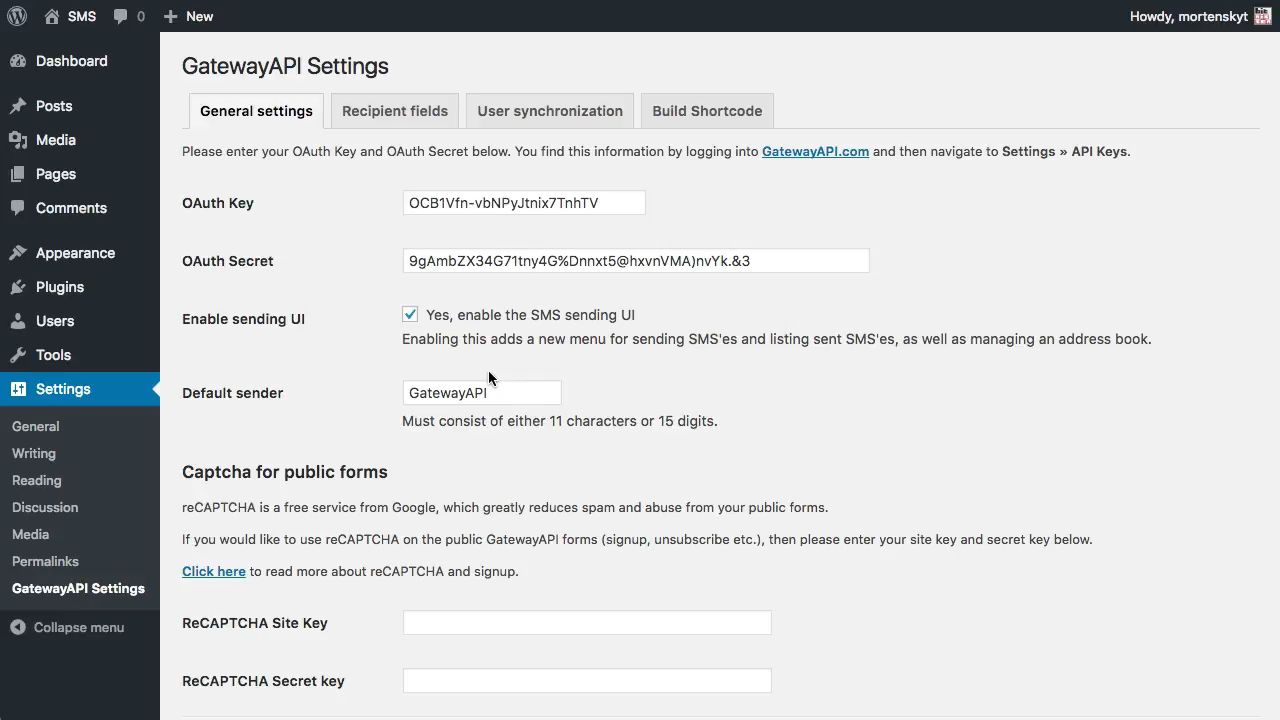 SMS 0 New Howdy, mortenskyt
Dashboard
Posts
Media
Pages
Comments
Appearance
Plugins
Users
Tools
Settings
General
Writing
Reading
Discussion
Media
Permalinks
GatewayAPI Settings
Collapse menu
GatewayAPI Settings
General settings Recipient fields User synchronization Build Shortcode
Please enter your OAuth Key and OAuth Secret below. You find this information by logging into GatewayAPI.com and then navigate to Settings » API Keys.
OAuth Key OCB1Vfn-vbNPyJtnix7TnhTV
OAuth Secret 9gAmbZX34G71tny4G%Dnnxt5@hxvnVMA)nvYk.&3
Enable sending UI Yes, enable the SMS sending UI
Enabling this adds a new menu for sending SMS'es and listing sent SMS'es, as well as managing an address book.
Default sender GatewayAPI
Must consist of either 11 characters or 15 digits.
Captcha for public forms
reCAPTCHA is a free service from Google, which greatly reduces spam and abuse from your public forms.
If you would like to use reCAPTCHA on the public GatewayAPI forms (signup, unsubscribe etc.), then please enter your site key and secret key below.
Click here to read more about reCAPTCHA and signup.
ReCAPTCHA Site Key
ReCAPTCHA Secret key